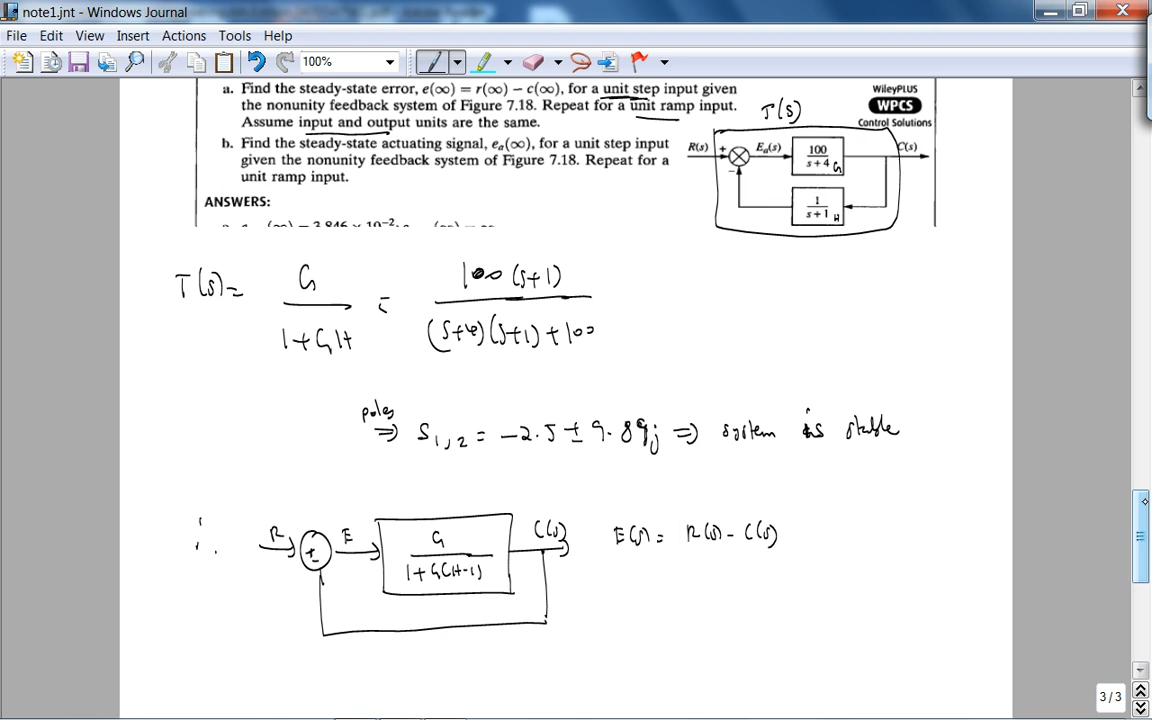 note1.jnt - Windows Journal
File Edit View Insert Actions Tools Help
100%
a. Find the steady-state error, e(∞) = r(∞) − c(∞), for a unit step input given
the nonunity feedback system of Figure 7.18. Repeat for a unit ramp input.
Assume input and output units are the same.
b. Find the steady-state actuating signal, eₐ(∞), for a unit step input
given the nonunity feedback system of Figure 7.18. Repeat for a
unit ramp input.
ANSWERS:
WileyPLUS
WPCS
Control Solutions
T(s)
R(s) + Eₐ(s) 100 C(s)
s + 4 G
−
1
s + 1 H
T(s) = G = 100 (s+1)
1+GH (s+4)(s+1)+100
poles
⇒ S1,2 = −2.5 ± 9.89j ⇒ system is stable
∴ R + E G C(s) E(s) = R(s) − C(s)
− 1+G(H−1)
3/3